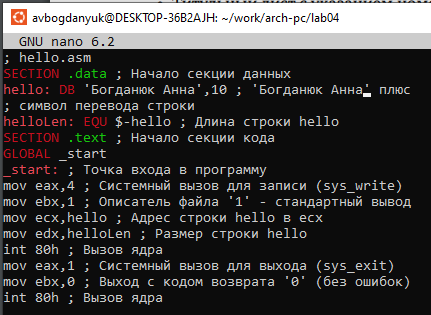 avbogdanyuk@DESKTOP-36B2AJH: ~/work/arch-pc/lab04
GNU nano 6.2
; hello.asm
SECTION .data ; Начало секции данных
hello: DB 'Богданюк Анна',10 ; 'Богданюк Анна' плюс
; символ перевода строки
helloLen: EQU $-hello ; Длина строки hello
SECTION .text ; Начало секции кода
GLOBAL _start
_start: ; Точка входа в программу
mov eax,4 ; Системный вызов для записи (sys_write)
mov ebx,1 ; Описатель файла '1' - стандартный вывод
mov ecx,hello ; Адрес строки hello в ecx
mov edx,helloLen ; Размер строки hello
int 80h ; Вызов ядра
mov eax,1 ; Системный вызов для выхода (sys_exit)
mov ebx,0 ; Выход с кодом возврата '0' (без ошибок)
int 80h ; Вызов ядра